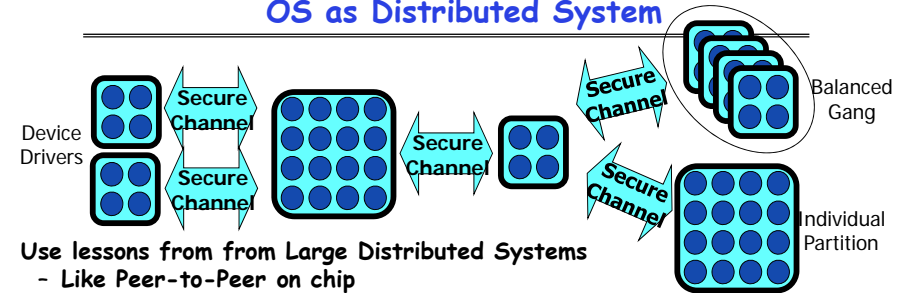 OS as Distributed System
Device
Drivers
Secure
Channel
Secure
Channel
Secure
Channel
Secure
Channel
Secure
Channel
Balanced
Gang
Individual
Partition
Use lessons from from Large Distributed Systems
– Like Peer-to-Peer on chip